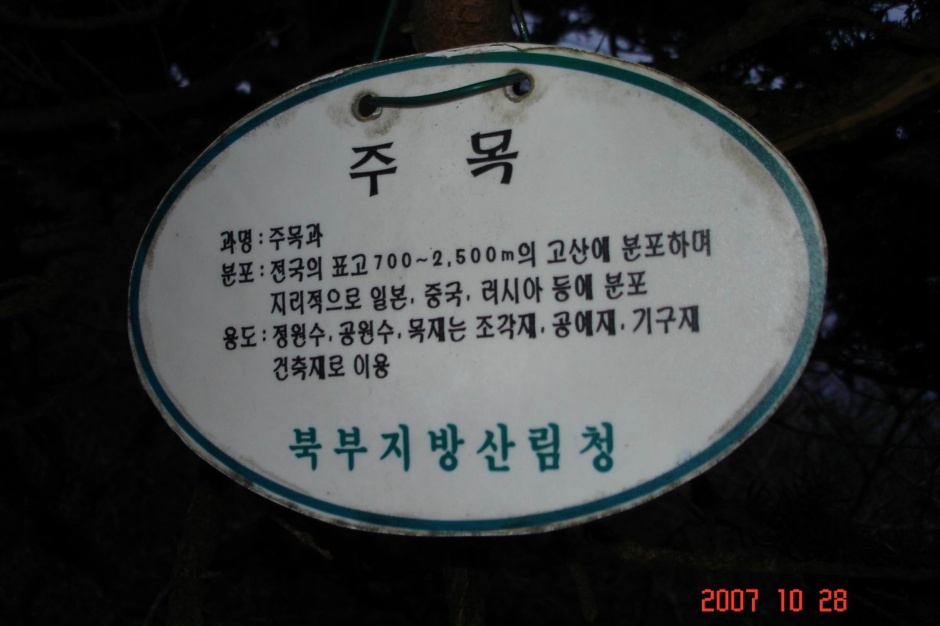 주 목
과명 : 주목과
분포 : 전국의 표고 700~2,500m의 고산에 분포하며
지리적으로 일본, 중국, 러시아 등에 분포
용도 : 정원수, 공원수, 목재는 조각재, 공예재, 기구재
건축재로 이용
북부지방산림청
2007 10 28